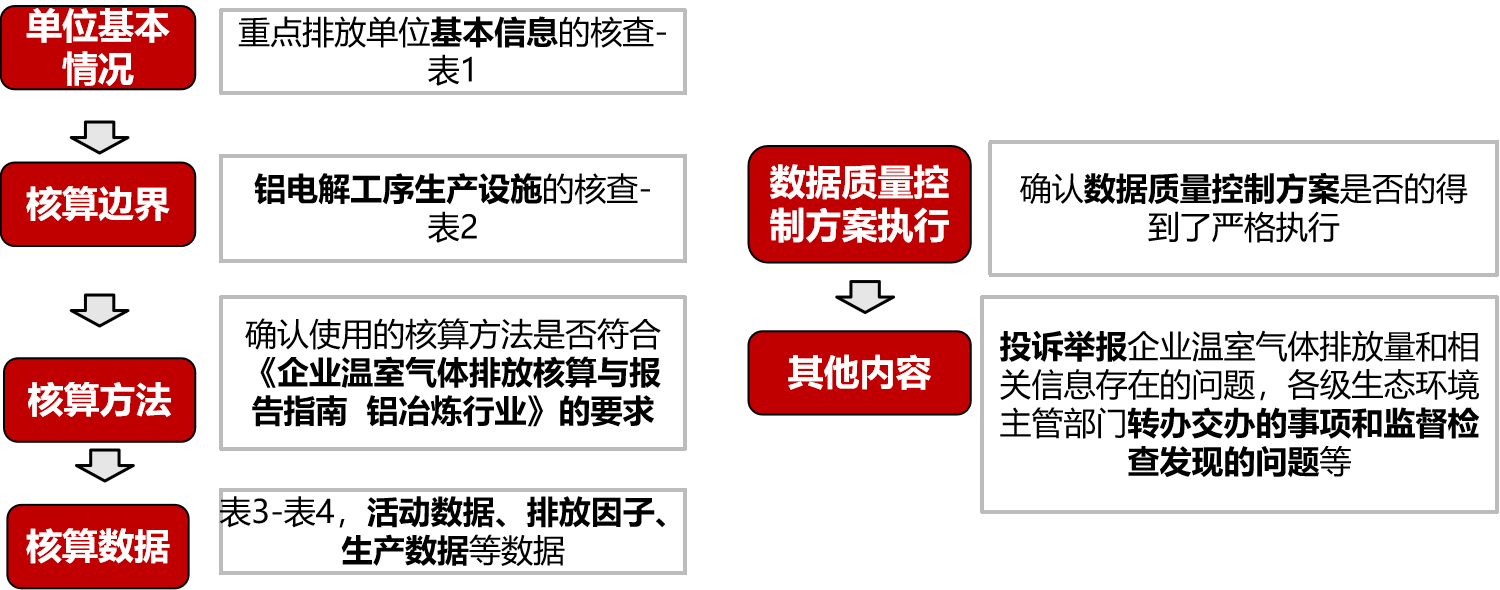 单位基本
情况
重点排放单位基本信息的核查-
表1
核算边界
铝电解工序生产设施的核查-
表2
核算方法
确认使用的核算方法是否符合
《企业温室气体排放核算与报
告指南 铝冶炼行业》的要求
核算数据
表3-表4，活动数据、排放因子、
生产数据等数据
数据质量控
制方案执行
确认数据质量控制方案是否的得
到了严格执行
其他内容
投诉举报企业温室气体排放量和相
关信息存在的问题，各级生态环境
主管部门转办交办的事项和监督检
查发现的问题等